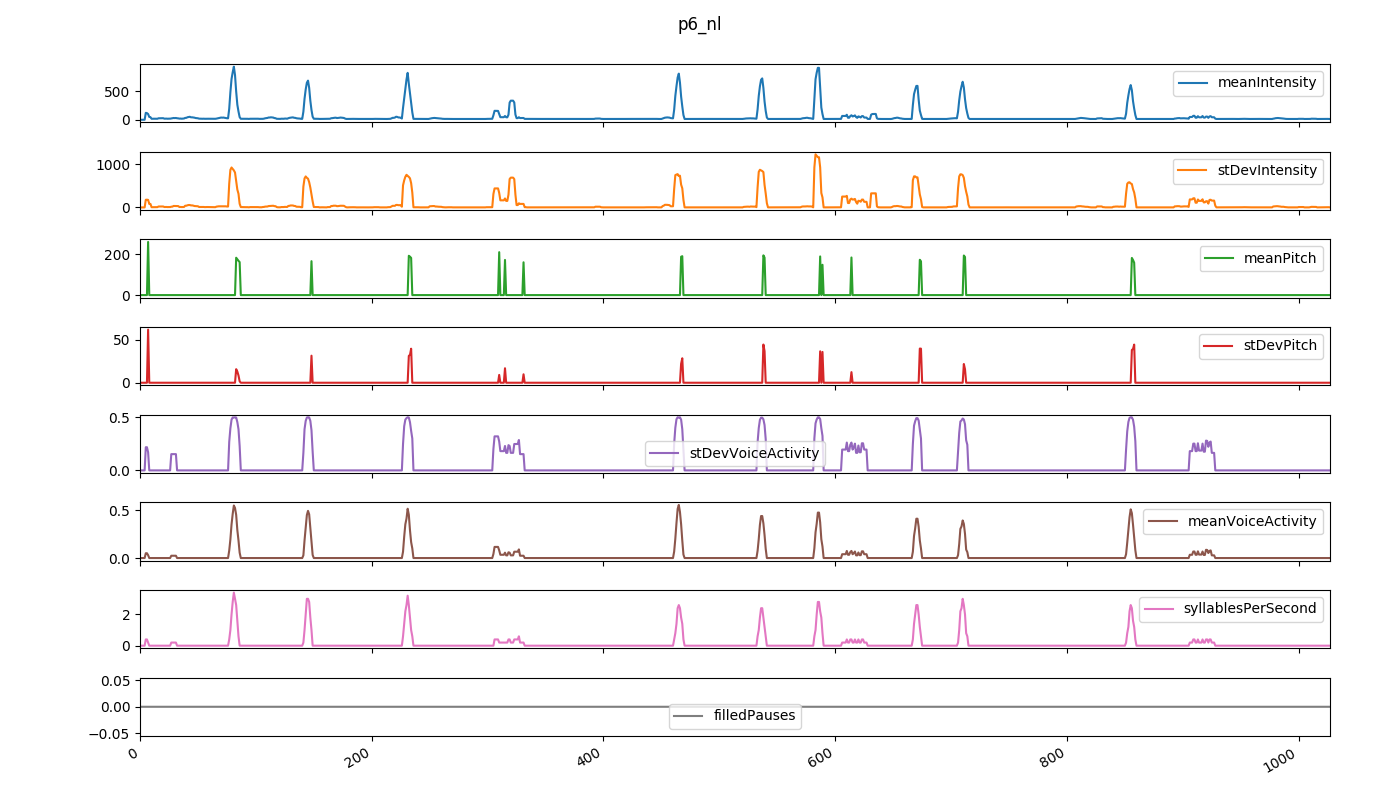 p6_nl
500
0
meanIntensity
1000
0
stDevIntensity
200
0
meanPitch
50
0
stDevPitch
0.5
0.0
stDevVoiceActivity
0.5
0.0
meanVoiceActivity
2
0
syllablesPerSecond
0.05
0.00
−0.05
filledPauses
0 200 400 600 800 1000